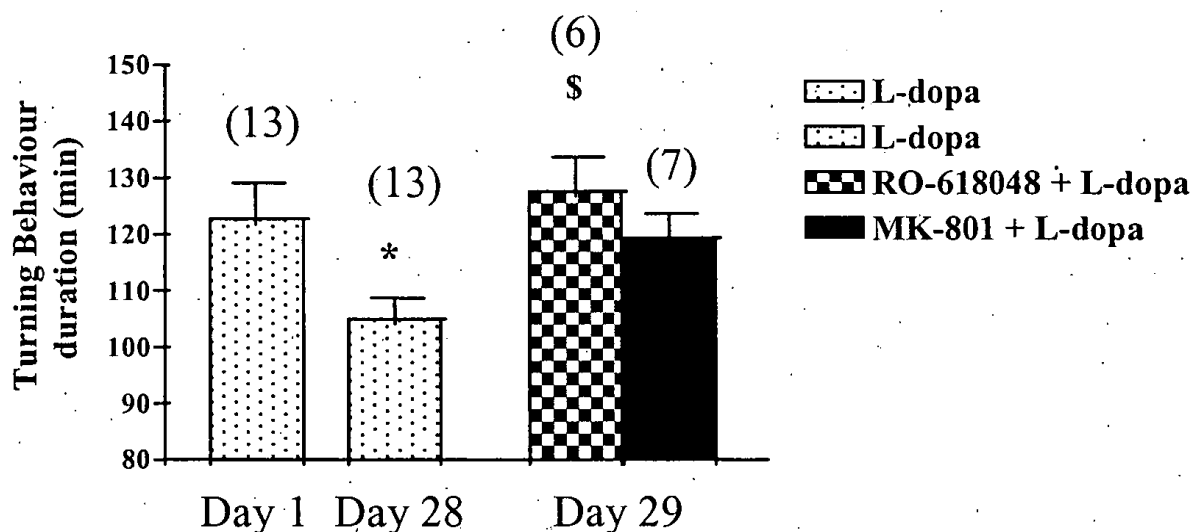 Turning Behaviour
duration (min)
150
140
130
120
110
100
90
80
(13)
(13)
*
(6)
$
(7)
Day 1
Day 28
Day 29
L-dopa
L-dopa
RO-618048 + L-dopa
MK-801 + L-dopa